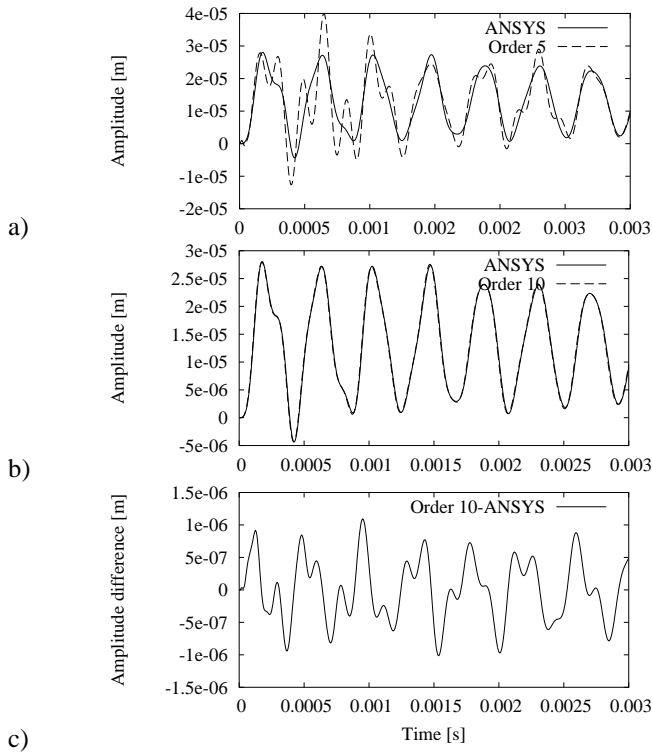 4e-05
3e-05
2e-05
1e-05
0
-1e-05
-2e-05
Amplitude [m]
ANSYS
Order 5
0 0.0005 0.001 0.002 0.002 0.003 0.003
a)
3e-05
2.5e-05
2e-05
1.5e-05
1e-05
5e-06
0
-5e-06
Amplitude [m]
ANSYS
Order 10
0 0.0005 0.001 0.0015 0.002 0.0025 0.003
b)
1.5e-06
1e-06
5e-07
0
-5e-07
-1e-06
-1.5e-06
Amplitude difference [m]
Order 10-ANSYS
0 0.0005 0.001 0.0015 0.002 0.0025 0.003
c)
Time [s]